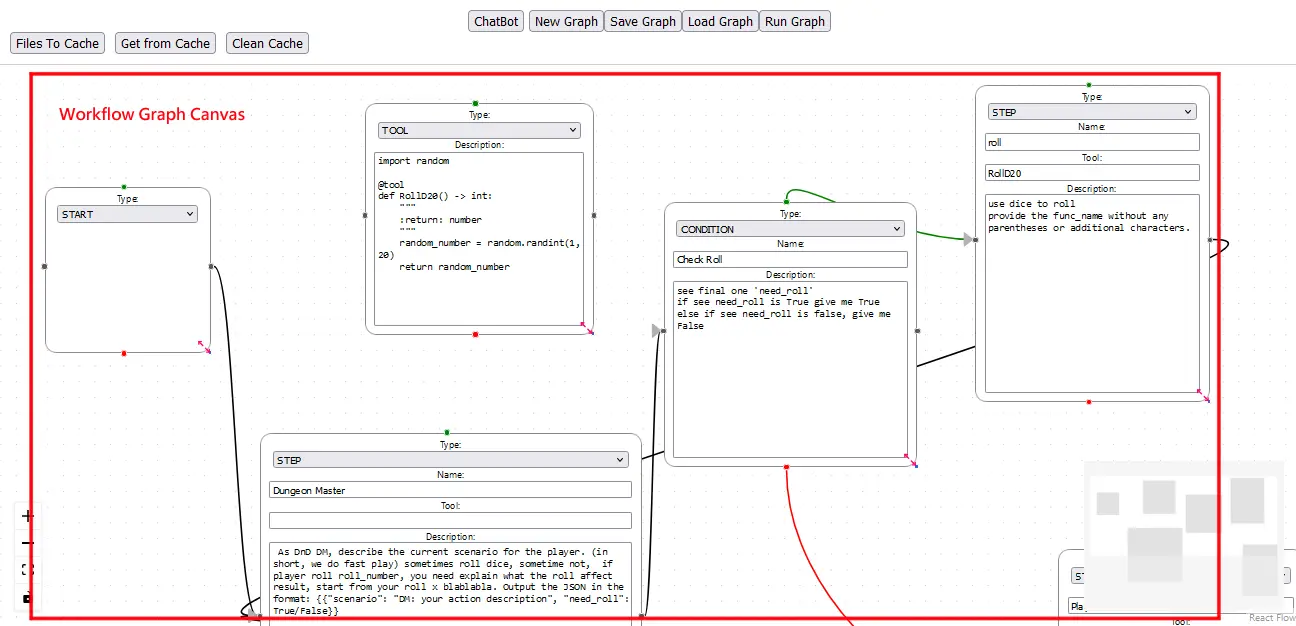 ChatBot New Graph Save Graph Load Graph Run Graph
Files To Cache Get from Cache Clean Cache
Workflow Graph Canvas
Type:
START
Type:
TOOL
Description:
import random
@tool
def RollD20() -> int:
"""
:return: number
"""
random_number = random.randint(1,
20)
return random_number
Type:
CONDITION
Name:
Check Roll
Description:
see final one 'need_roll'
if see need_roll is True give me True
else if see need_roll is false, give me
False
Type:
STEP
Name:
roll
Tool:
RollD20
Description:
use dice to roll
provide the func_name without any
parentheses or additional characters.
Type:
STEP
Name:
Dungeon Master
Tool:
Description:
As DnD DM, describe the current scenario for the player. (in
short, we do fast play) sometimes roll dice, sometime not, if
player roll roll_number, you need explain what the roll affect
result, start from your roll x blablabla. Output the JSON in the
format: {{"scenario": "DM: your action description", "need_roll":
True/False}}
ST
Pla
Tool:
React Flow